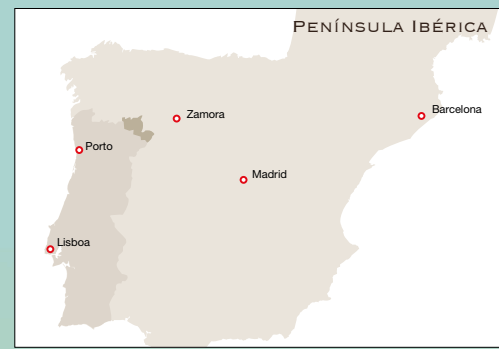 PENÍNSULA IBÉRICA
Barcelona
Zamora
Porto
Madrid
Lisboa